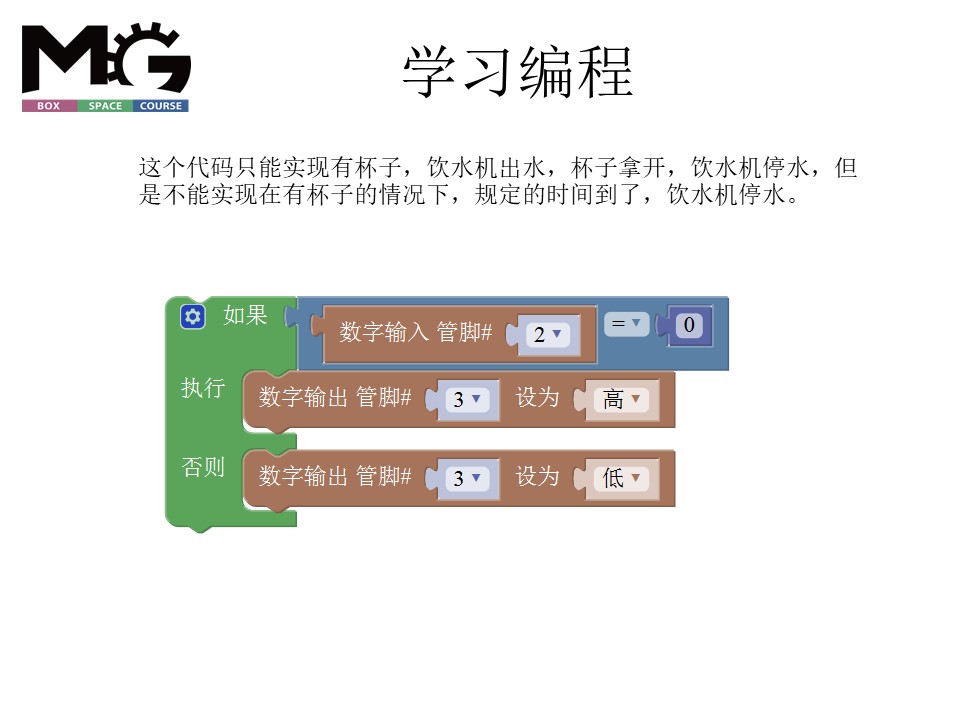 MG
BOX SPACE COURSE
学习编程
这个代码只能实现有杯子，饮水机出水，杯子拿开，饮水机停水，但
是不能实现在有杯子的情况下，规定的时间到了，饮水机停水。
如果 数字输入 管脚# 2 = 0
执行 数字输出 管脚# 3 设为 高
否则 数字输出 管脚# 3 设为 低